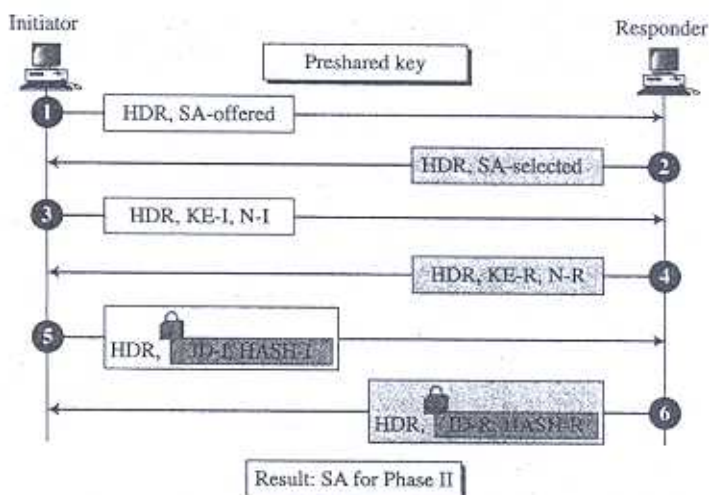 Initiator
Responder
Preshared key
1
HDR, SA-offered
HDR, SA-selected
2
3
HDR, KE-I, N-I
HDR, KE-R, N-R
4
5
HDR, ID-I, HASH-I
HDR, ID-R, HASH-R
6
Result: SA for Phase II